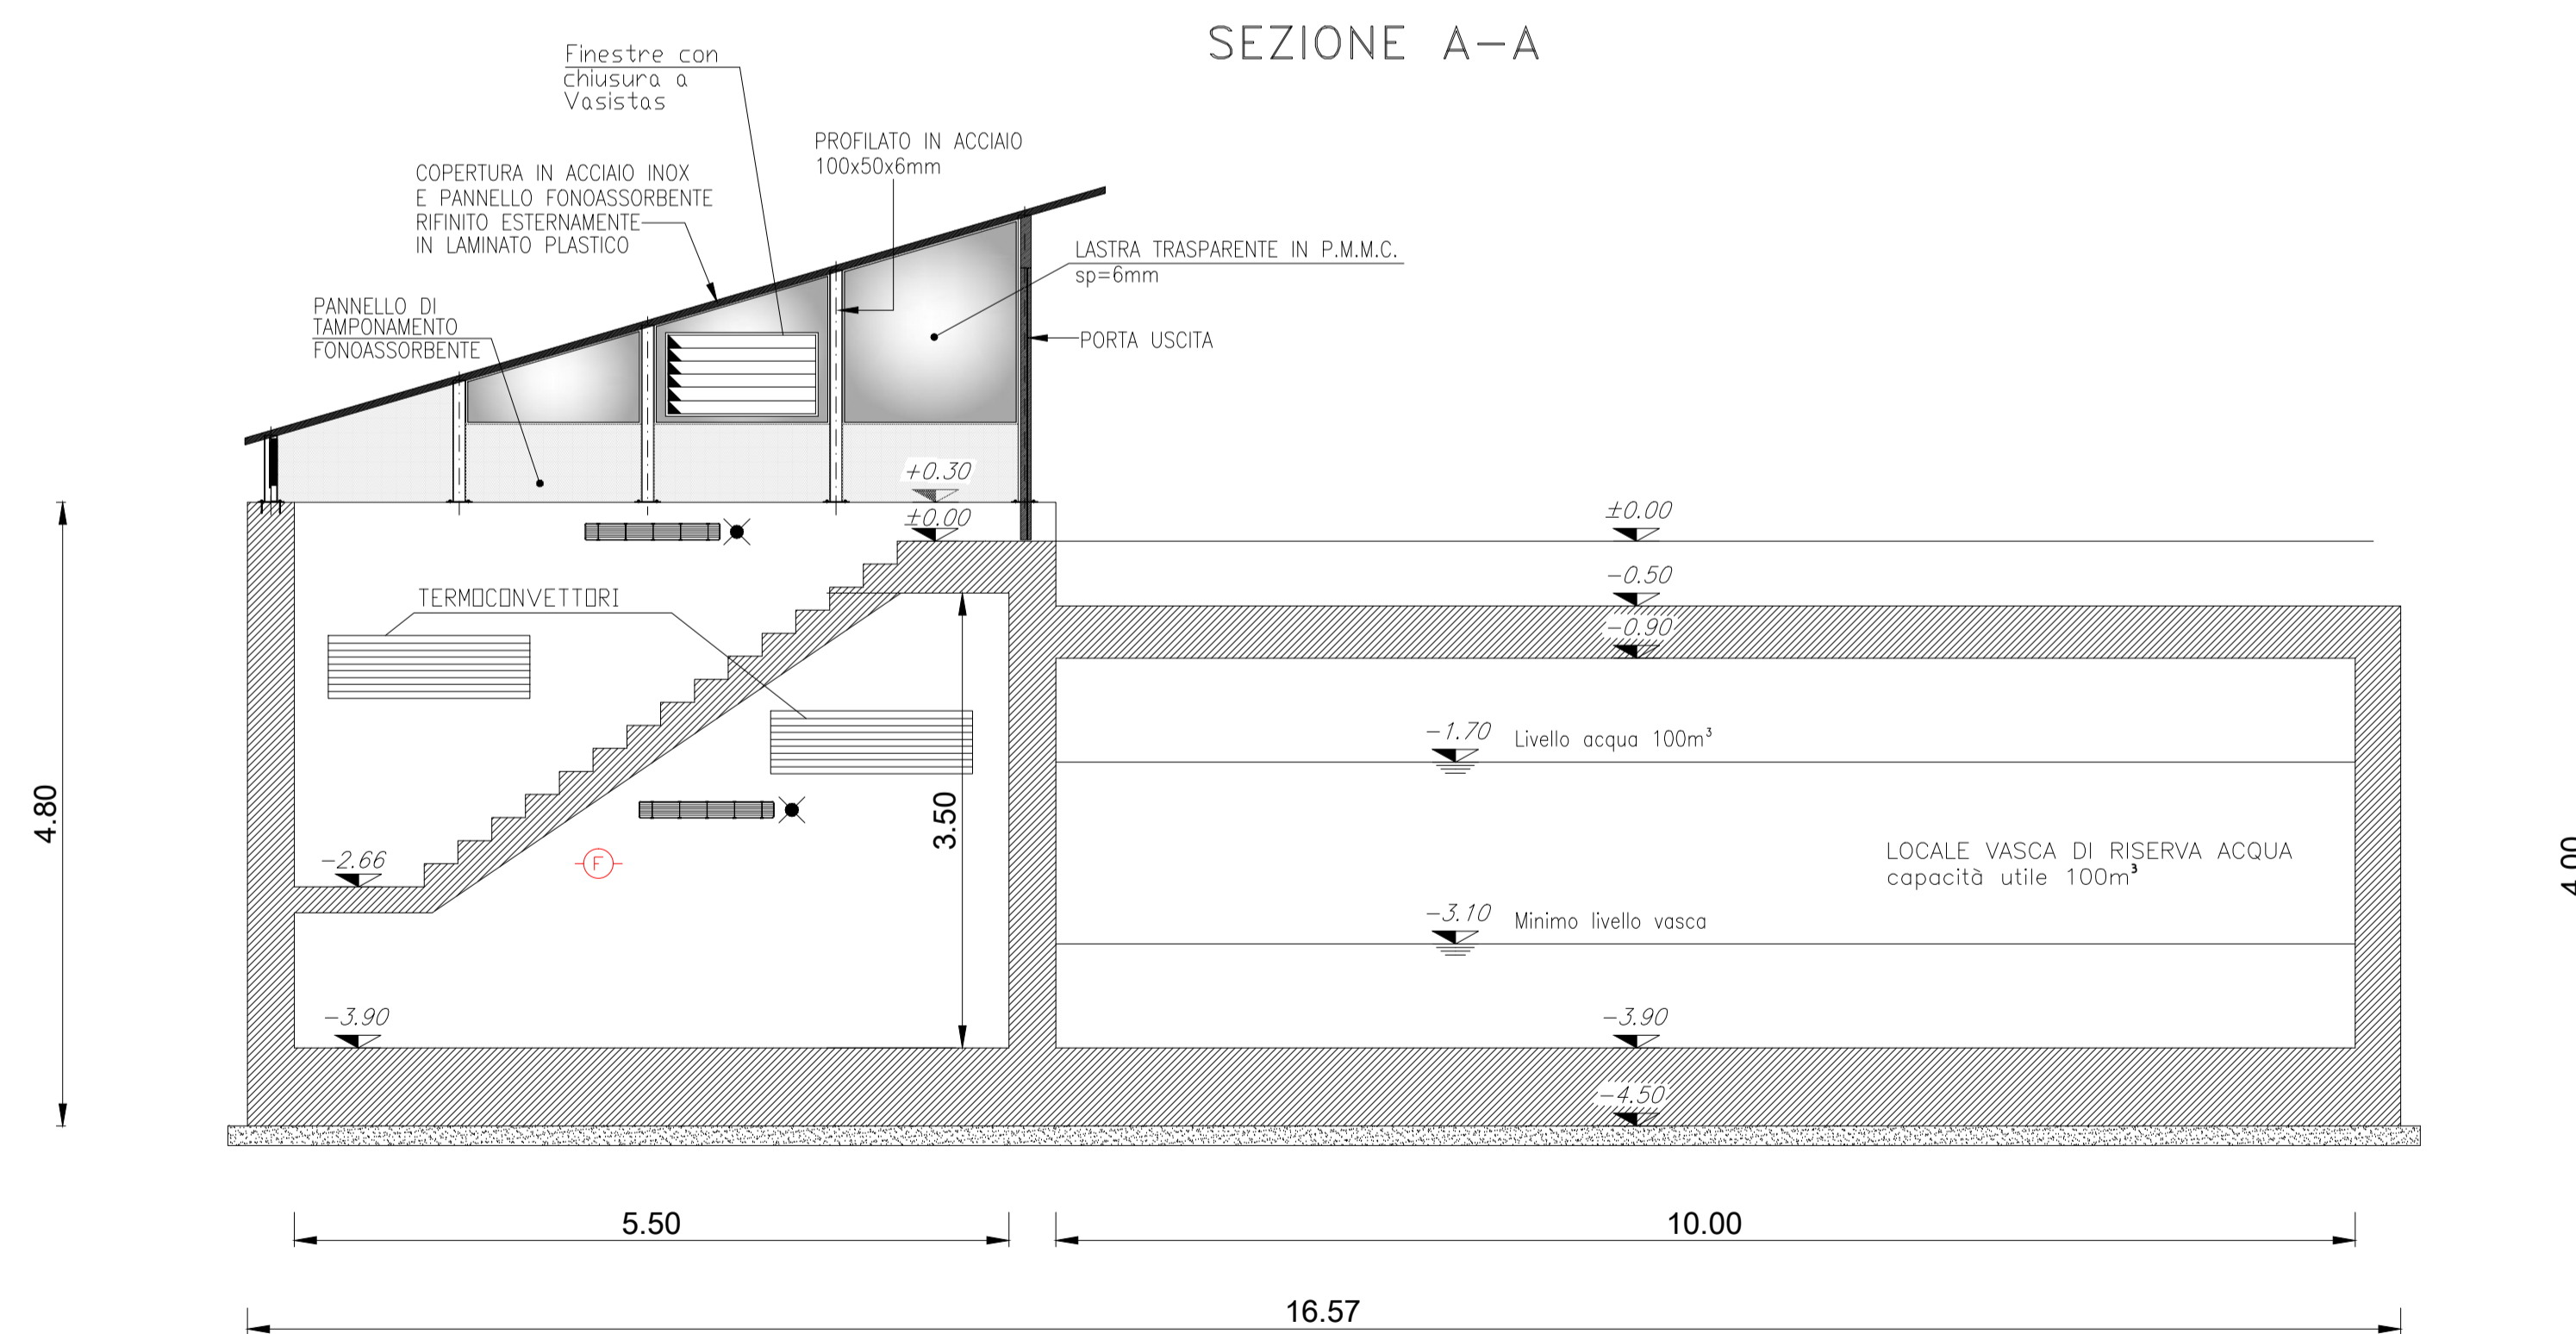 SEZIONE A-A
Finestre con
chiusura a
Vasistas
PROFILATO IN ACCIAIO
100x50x6mm
COPERTURA IN ACCIAIO INOX
E PANNELLO FONOASSORBENTE
RIFINITO ESTERNAMENTE
IN LAMINATO PLASTICO
LASTRA TRASPARENTE IN P.M.M.C.
sp=6mm
PANNELLO DI
TAMPONAMENTO
FONOASSORBENTE
PORTA USCITA
+0.30
±0.00
±0.00
-0.50
-0.90
TERMOCONVETTORI
-1.70 Livello acqua 100m³
4.80
3.50
4.00
LOCALE VASCA DI RISERVA ACQUA
capacità utile 100m³
-2.66
F
-3.10 Minimo livello vasca
-3.90
-3.90
-4.50
5.50
10.00
16.57